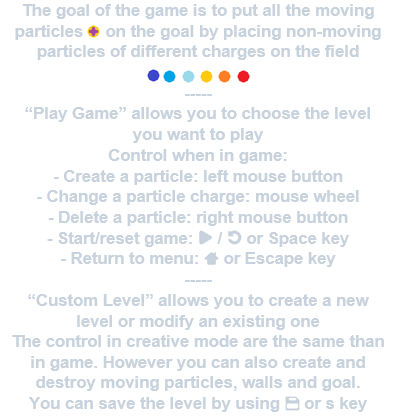 The goal of the game is to put all the moving
particles on the goal by placing non-moving
particles of different charges on the field
-----
“Play Game” allows you to choose the level
you want to play
Control when in game:
- Create a particle: left mouse button
- Change a particle charge: mouse wheel
- Delete a particle: right mouse button
- Start/reset game: / or Space key
- Return to menu: or Escape key
-----
“Custom Level” allows you to create a new
level or modify an existing one
The control in creative mode are the same than
in game. However you can also create and
destroy moving particles, walls and goal.
You can save the level by using or s key